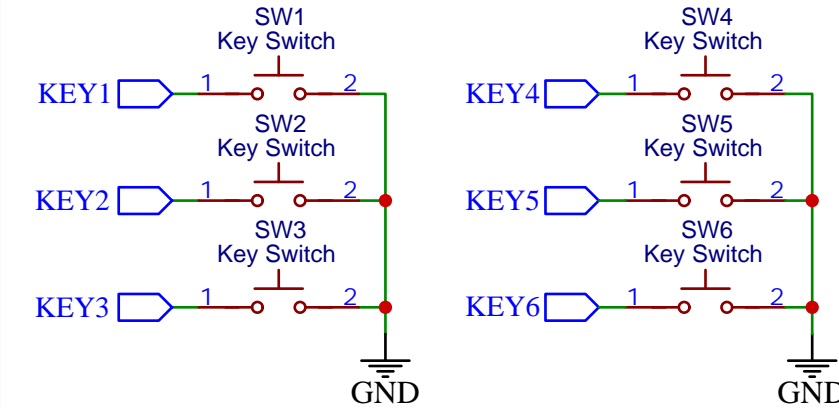 SW1
Key Switch
KEY1 1 2
SW2
Key Switch
KEY2 1 2
SW3
Key Switch
KEY3 1 2
GND
SW4
Key Switch
KEY4 1 2
SW5
Key Switch
KEY5 1 2
SW6
Key Switch
KEY6 1 2
GND